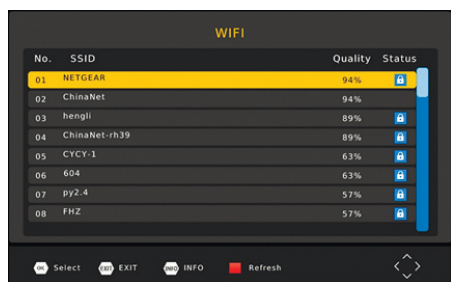 WIFI
No. SSID Quality Status
01 NETGEAR 94%
02 ChinaNet 94%
03 hengli 89%
04 ChinaNet-rh39 89%
05 CYCY-1 63%
06 604 63%
07 py2.4 57%
08 FHZ 57%
OK Select EXIT EXIT INFO INFO Refresh